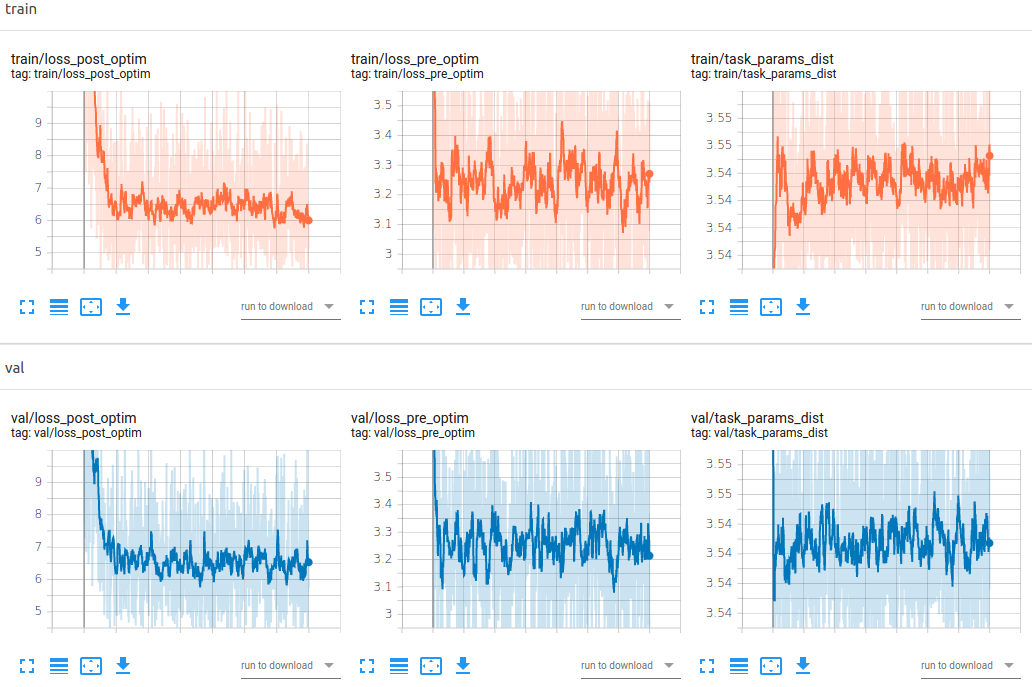 train
train/loss_post_optim
tag: train/loss_post_optim
9
8
7
6
5
run to download
train/loss_pre_optim
tag: train/loss_pre_optim
3.5
3.4
3.3
3.2
3.1
3
run to download
train/task_params_dist
tag: train/task_params_dist
3.55
3.55
3.54
3.54
3.54
3.54
run to download
val
val/loss_post_optim
tag: val/loss_post_optim
9
8
7
6
5
run to download
val/loss_pre_optim
tag: val/loss_pre_optim
3.5
3.4
3.3
3.2
3.1
3
run to download
val/task_params_dist
tag: val/task_params_dist
3.55
3.55
3.54
3.54
3.54
3.54
run to download